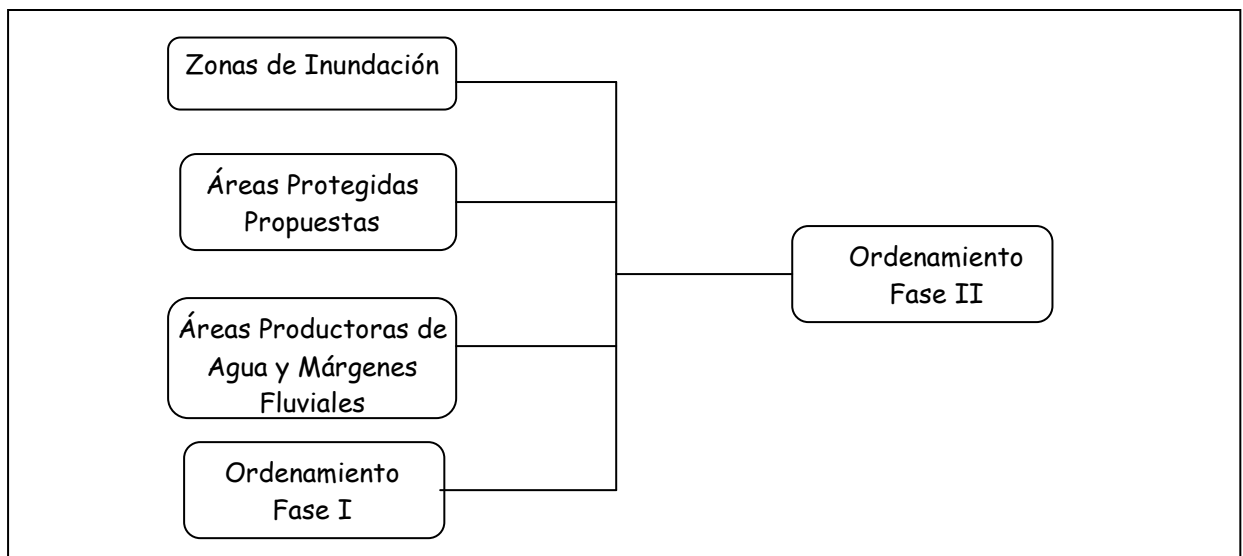 Zonas de Inundación
Áreas Protegidas
Propuestas
Áreas Productoras de
Agua y Márgenes
Fluviales
Ordenamiento
Fase I
Ordenamiento
Fase II